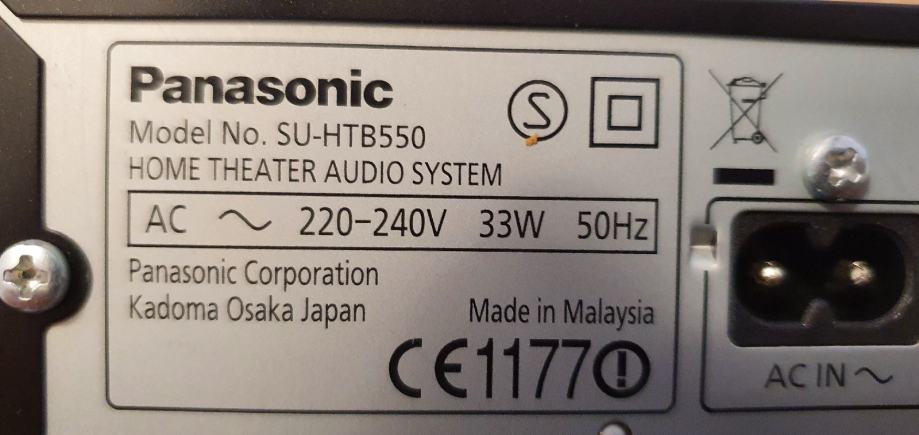 Panasonic
Model No. SU-HTB550
HOME THEATER AUDIO SYSTEM
AC ~ 220-240V 33W 50Hz
Panasonic Corporation
Kadoma Osaka Japan
Made in Malaysia
CE1177
AC IN ~